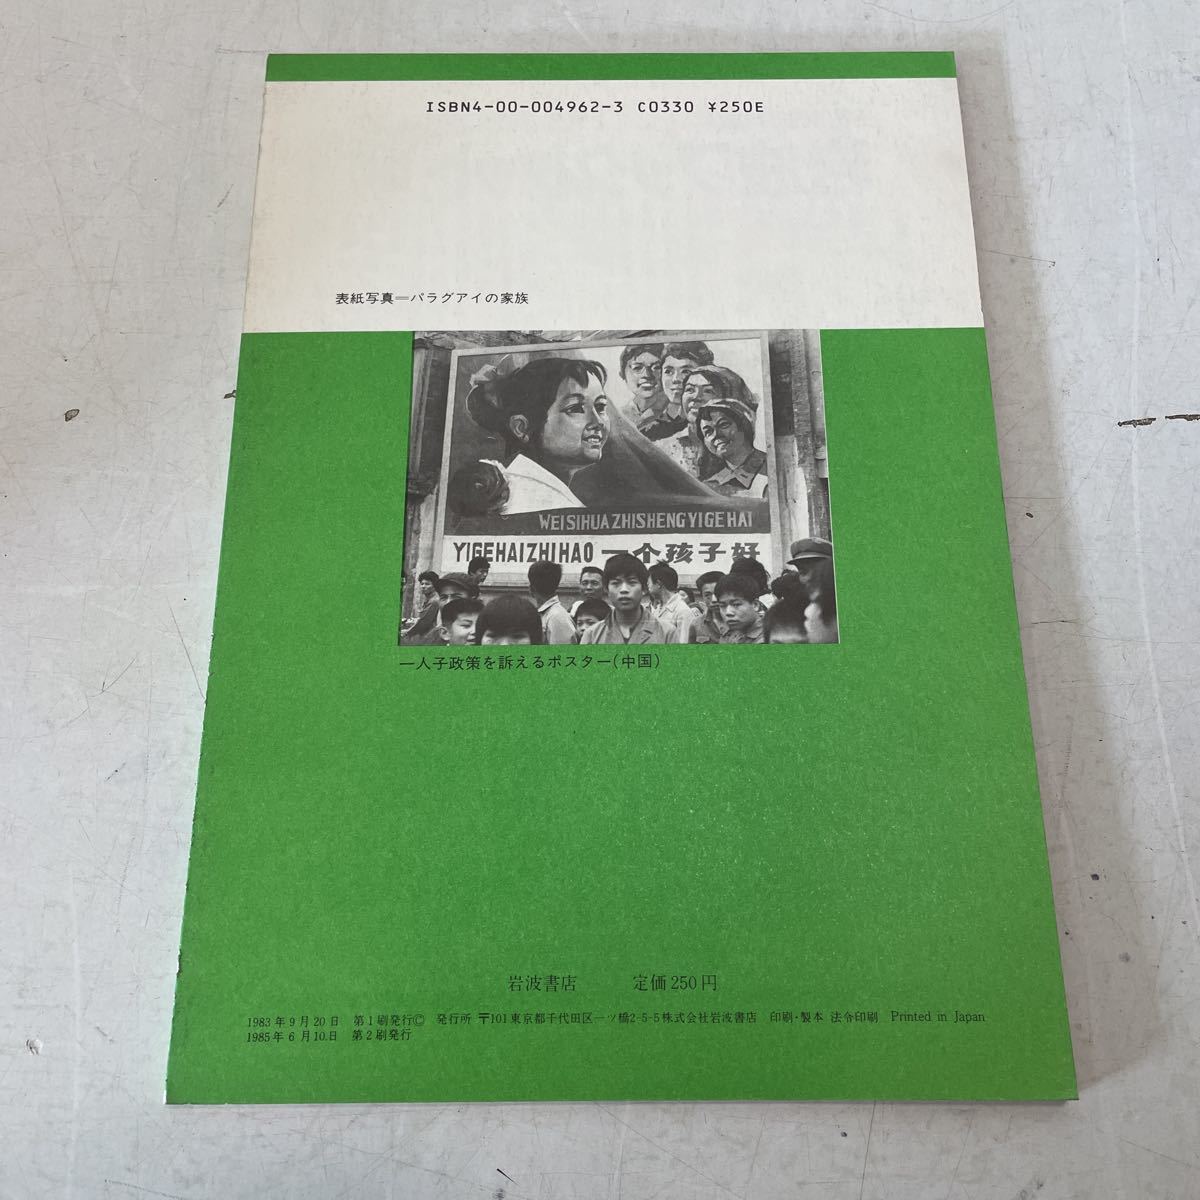 ISBN4-00-004962-3 C0330 ¥250E
表紙写真=パラグアイの家族
WEISIHUAZHISHENGYIGEHAI
YIGEHAIZHIHAO 一个孩子好
一人子政策を訴えるポスター(中国)
岩波書店 定価250円
1983年9月20日 第1刷発行© 発行所 〒101東京都千代田区一ツ橋2-5-5株式会社岩波書店 印刷・製本 法令印刷 Printed in Japan
1985年6月10日 第2刷発行